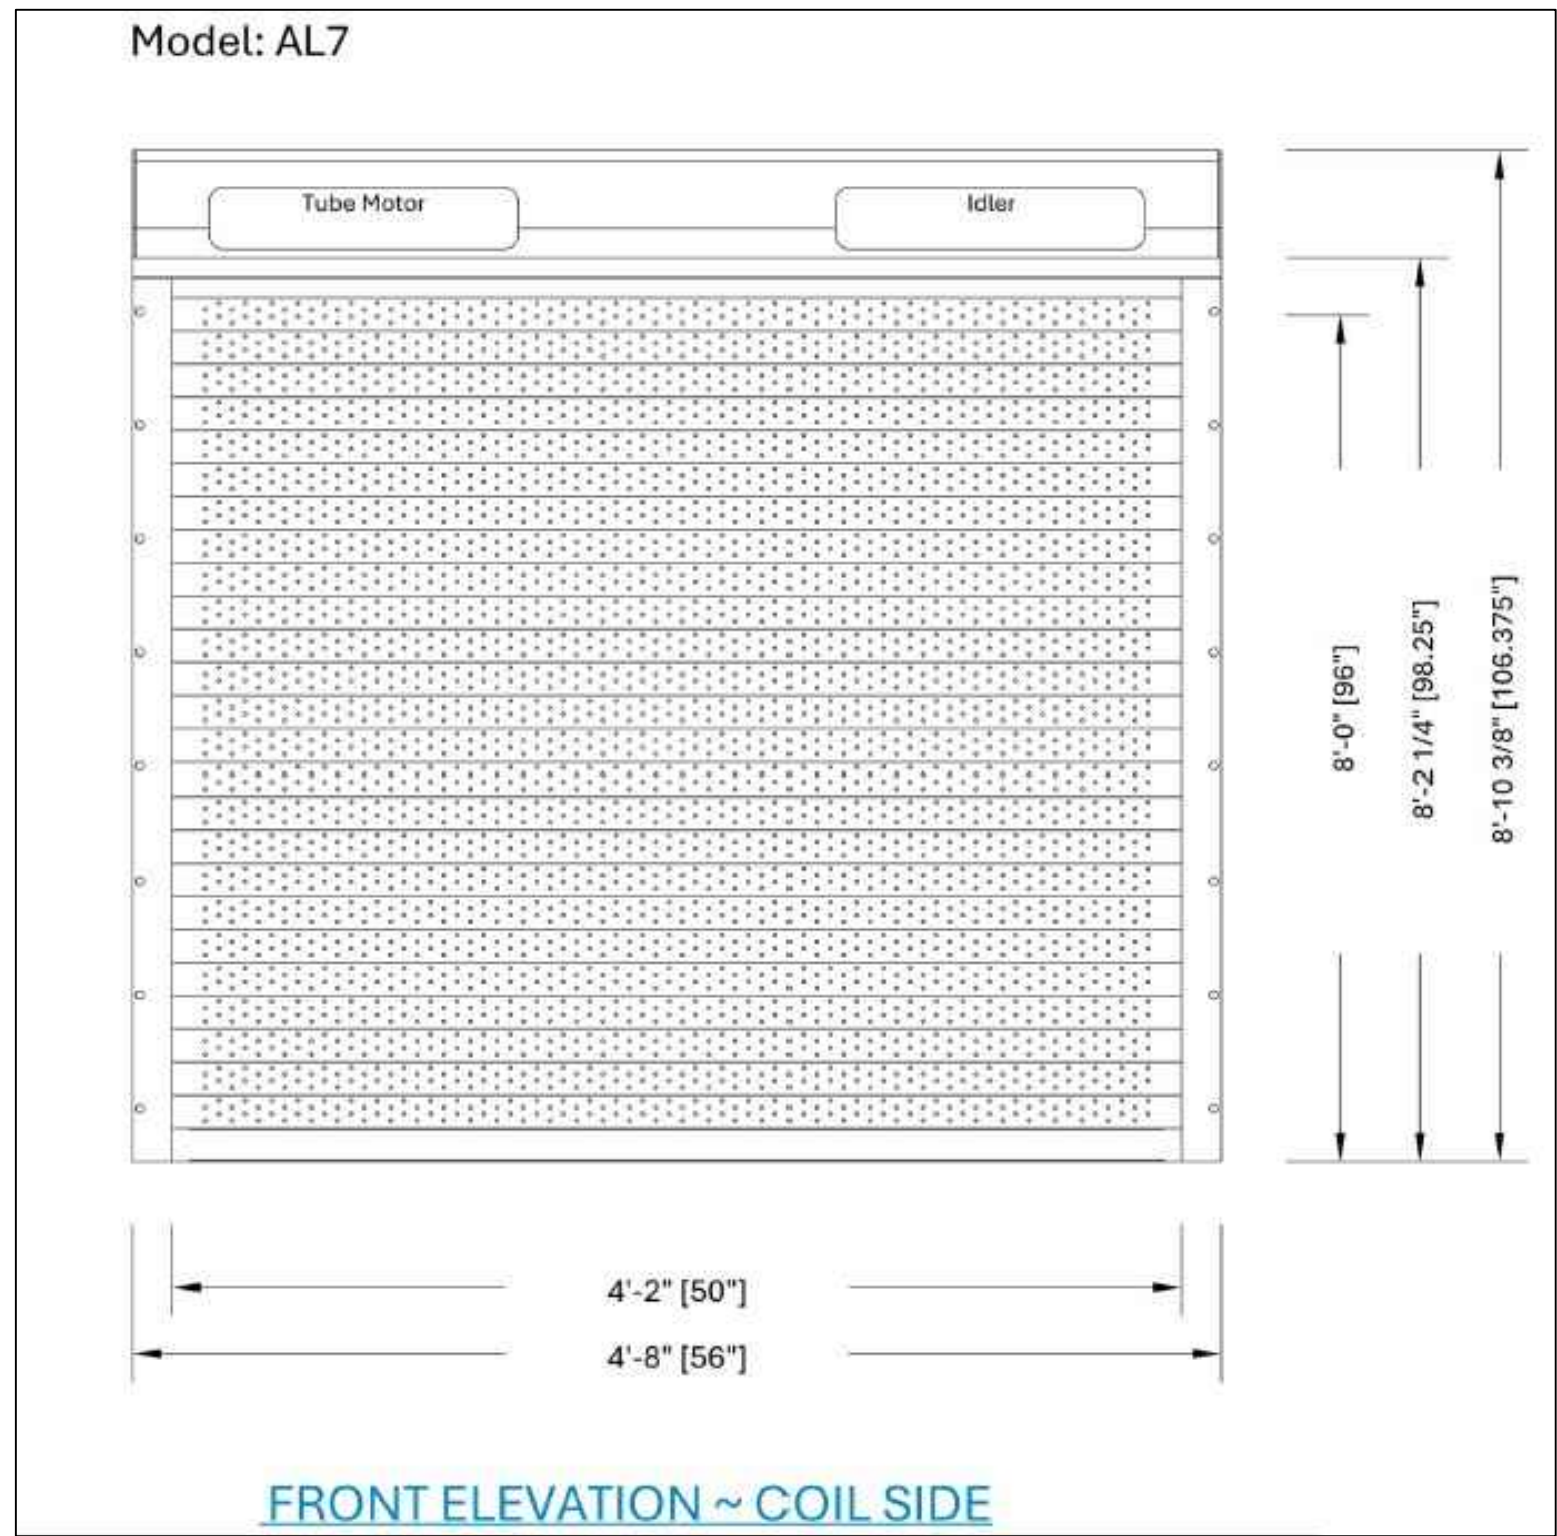 Model: AL7
Tube Motor
Idler
8'-0" [96"]
8'-2 1/4" [98.25"]
8'-10 3/8" [106.375"]
4'-2" [50"]
4'-8" [56"]
FRONT ELEVATION ~ COIL SIDE